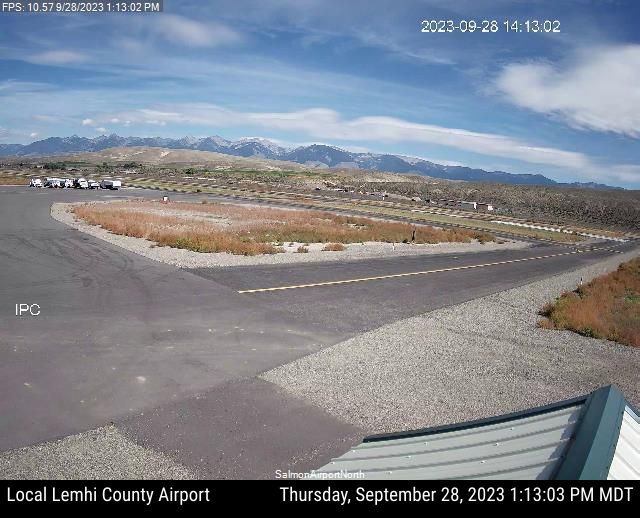 FPS: 10.57 9/28/2023 1:13:02 PM
2023-09-28 14:13:02
IPC
SalmonAirportNorth
Local Lemhi County Airport Thursday, September 28, 2023 1:13:03 PM MDT